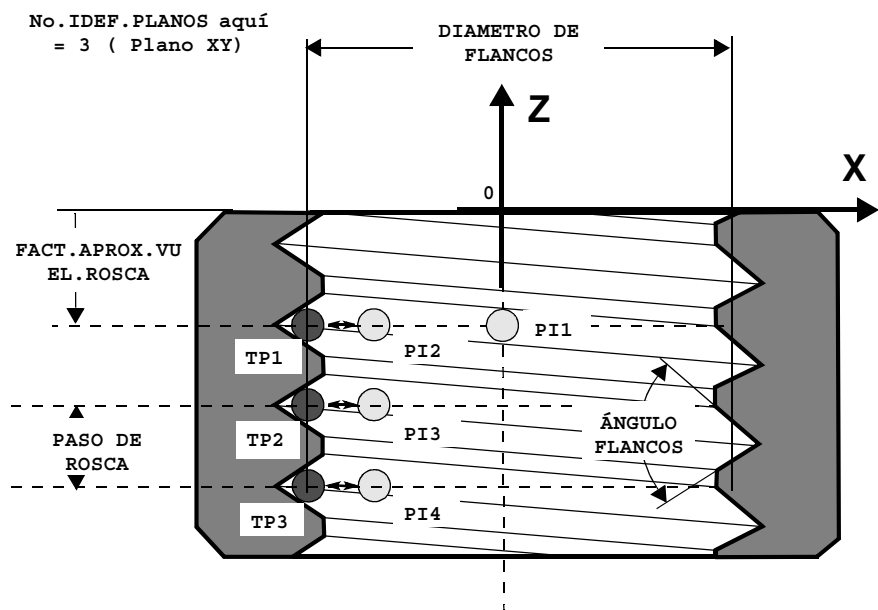 No.IDEF.PLANOS aquí
= 3 ( Plano XY)
DIAMETRO DE
FLANCOS
Z
X
0
FACT.APROX.VU
EL.ROSCA
PI1
TP1
PI2
ÁNGULO
FLANCOS
PASO DE
ROSCA
TP2
PI3
TP3
PI4